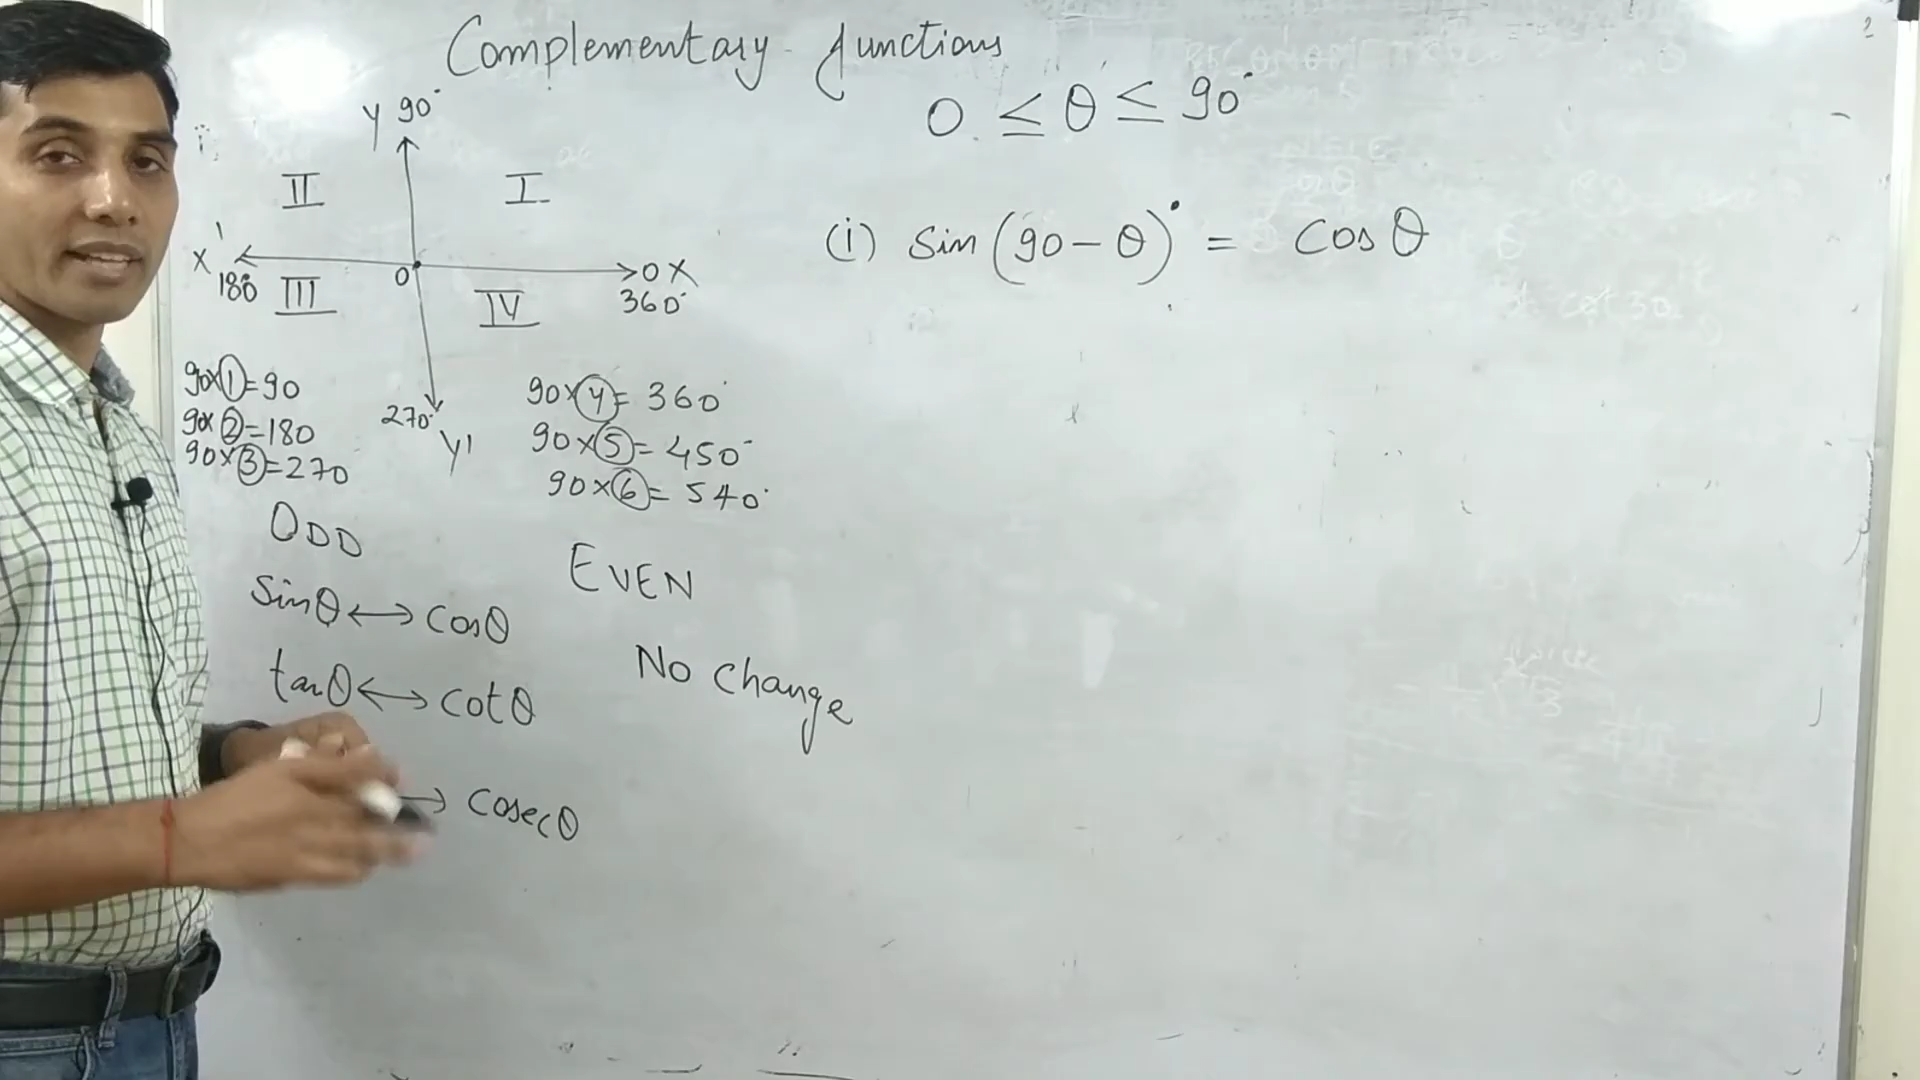 Complementary functions
0 ≤ θ ≤ 90°
Y 90°
II
I
X' 180°
O
0 X
360°
III
IV
270°
Y'
90×1=90
90×2=180
90×3=270
90×4=360°
90×5=450°
90×6=540°
ODD
sinθ ↔ cosθ
tanθ ↔ cotθ
→ cosecθ
EVEN
No change
(i) sin(90-θ)° = cosθ